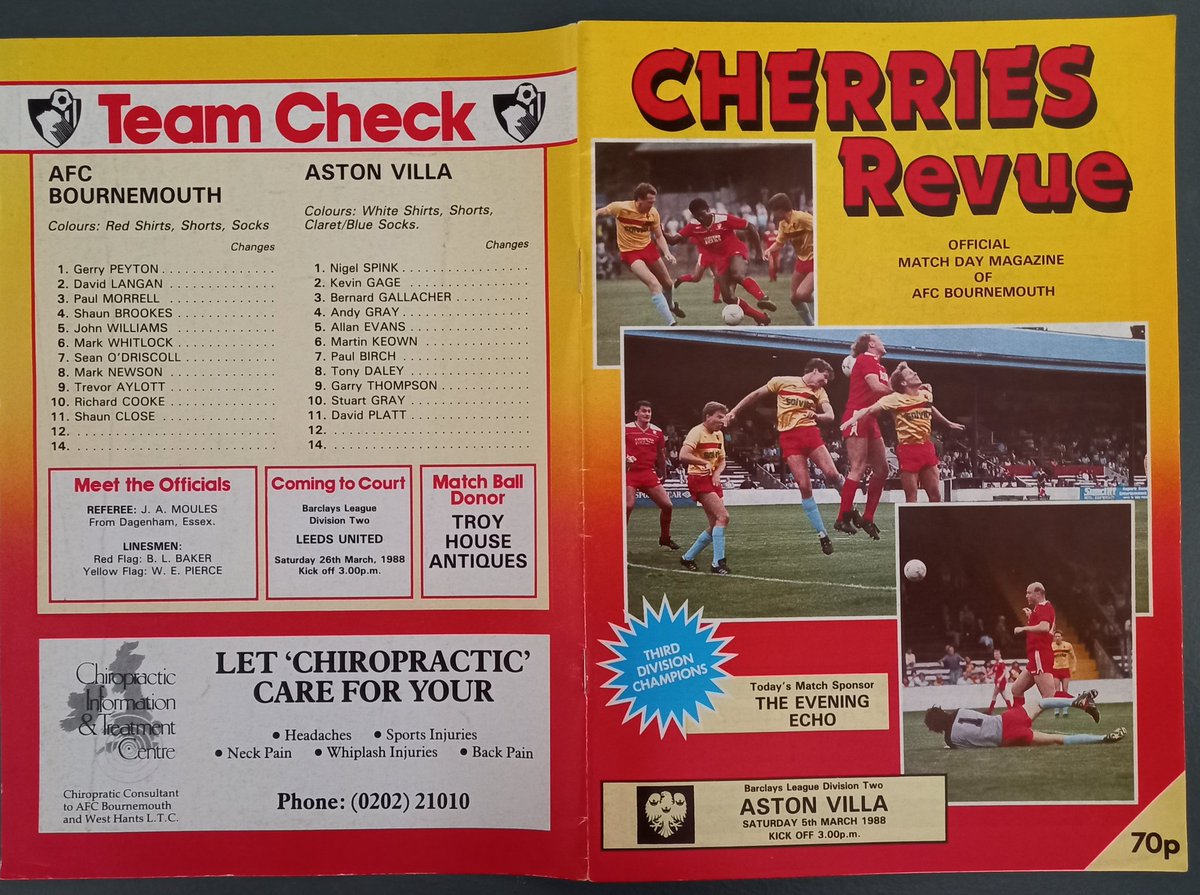 Team Check
AFC
BOURNEMOUTH
Colours: Red Shirts, Shorts, Socks
Changes
1. Gerry PEYTON
2. David LANGAN
3. Paul MORRELL
4. Shaun BROOKES
5. John WILLIAMS
6. Mark WHITLOCK
7. Sean O'DRISCOLL
8. Mark NEWSON
9. Trevor AYLOTT
10. Richard COOKE
11. Shaun CLOSE
12.
14.
ASTON VILLA
Colours: White Shirts, Shorts,
Claret/Blue Socks.
Changes
1. Nigel SPINK
2. Kevin GAGE
3. Bernard GALLACHER
4. Andy GRAY
5. Allan EVANS
6. Martin KEOWN
7. Paul BIRCH
8. Tony DALEY
9. Garry THOMPSON
10. Stuart GRAY
11. David PLATT
12.
14.
Meet the Officials
REFEREE: J. A. MOULES
From Dagenham, Essex.
LINESMEN:
Red Flag: B. L. BAKER
Yellow Flag: W. E. PIERCE
Coming to Court
Barclays League
Division Two
LEEDS UNITED
Saturday 26th March, 1988
Kick off 3.00p.m.
Match Ball
Donor
TROY
HOUSE
ANTIQUES
Chiropractic
Information
& Treatment
Centre
Chiropratic Consultant
to AFC Bournemouth
and West Hants L.T.C.
LET 'CHIROPRACTIC'
CARE FOR YOUR
• Headaches • Sports Injuries
• Neck Pain • Whiplash Injuries • Back Pain
Phone: (0202) 21010
CHERRIES
Revue
OFFICIAL
MATCH DAY MAGAZINE
OF
AFC BOURNEMOUTH
solvite
1
THIRD
DIVISION
CHAMPIONS
Today's Match Sponsor
THE EVENING
ECHO
Barclays League Division Two
ASTON VILLA
SATURDAY 5th MARCH 1988
KICK OFF 3.00p.m.
70p